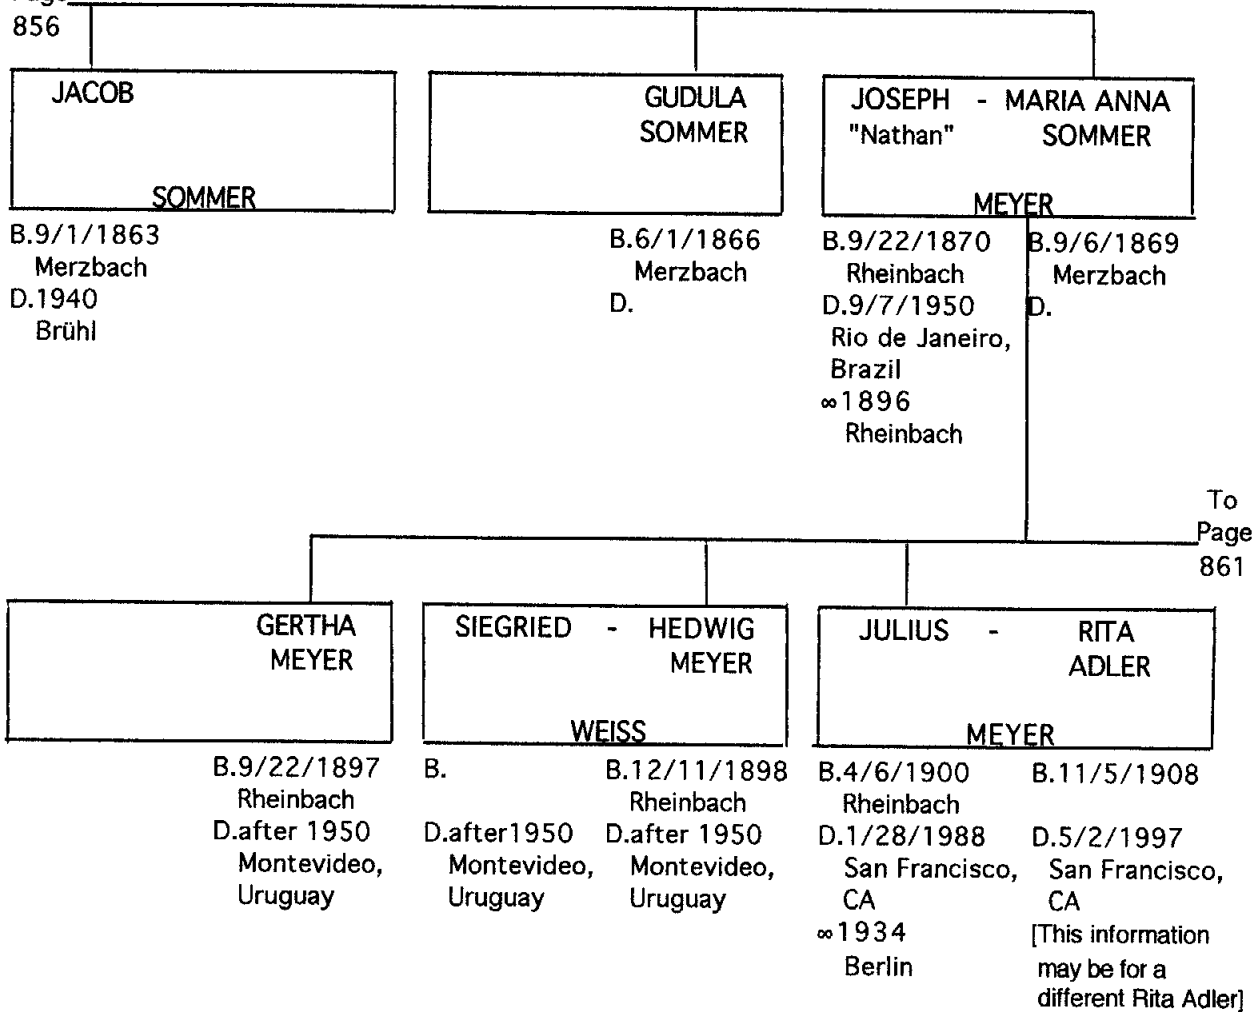 856
JACOB
SOMMER
B.9/1/1863
Merzbach
D.1940
Brühl
GUDULA
SOMMER
B.6/1/1866
Merzbach
D.
JOSEPH - MARIA ANNA
"Nathan" SOMMER
MEYER
B.9/22/1870
Rheinbach
D.9/7/1950
Rio de Janeiro,
Brazil
∞1896
Rheinbach
B.9/6/1869
Merzbach
D.
To
Page
861
GERTHA
MEYER
B.9/22/1897
Rheinbach
D.after 1950
Montevideo,
Uruguay
SIEGRIED - HEDWIG
MEYER
WEISS
B.
D.after1950
Montevideo,
Uruguay
B.12/11/1898
Rheinbach
D.after 1950
Montevideo,
Uruguay
JULIUS - RITA
ADLER
MEYER
B.4/6/1900
Rheinbach
D.1/28/1988
San Francisco,
CA
∞1934
Berlin
B.11/5/1908
D.5/2/1997
San Francisco,
CA
[This information
may be for a
different Rita Adler]